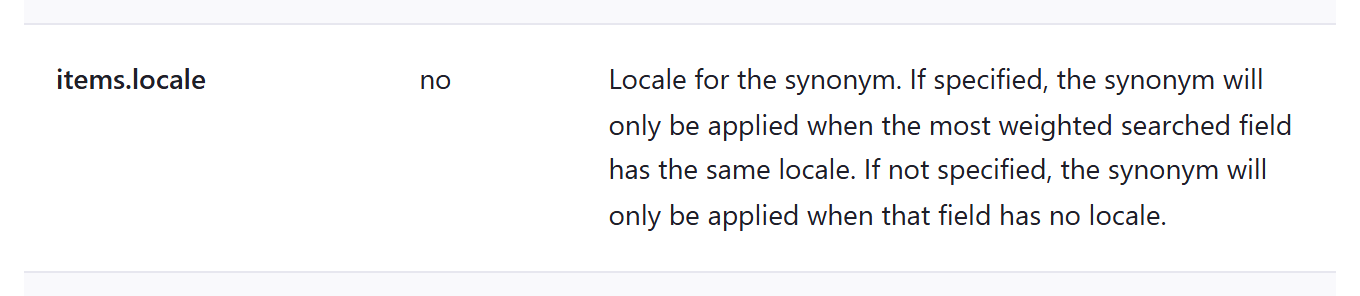 items.locale no Locale for the synonym. If specified, the synonym will
only be applied when the most weighted searched field
has the same locale. If not specified, the synonym will
only be applied when that field has no locale.